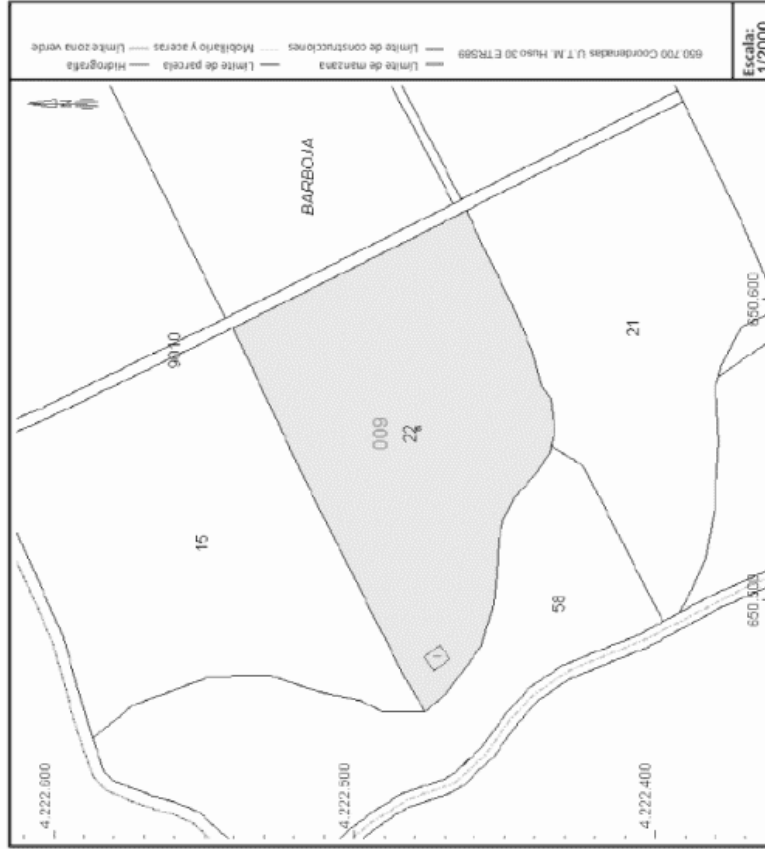 Límite de manzana
Límite de construcciones
Límite de parcela
Mobiliario y aceras
Hidrografía
Límite zona verde
650.700 Coordenadas U.T.M. Huso 30 ETRS89
Escala:
1/2000
BARBOJA
9010
15
009
22
a
58
21
4.222.600
4.222.500
4.222.400
650.500
650.600